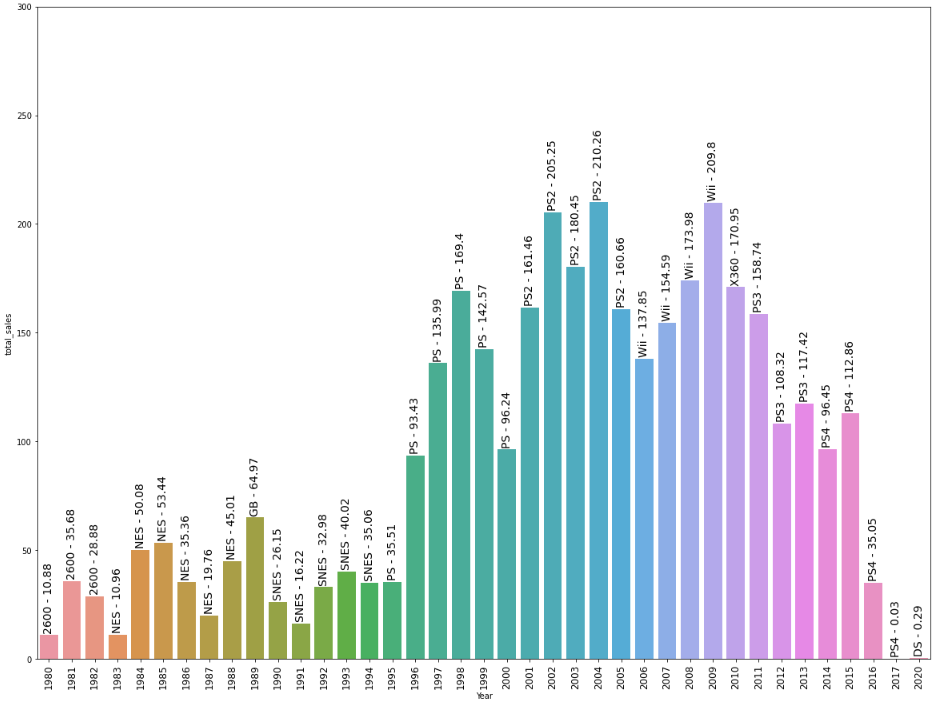 300
250
200
150
100
50
0
total_sales
2600 - 10.88
2600 - 35.68
2600 - 28.88
NES - 10.96
NES - 50.08
NES - 53.44
NES - 35.36
NES - 19.76
NES - 45.01
GB - 64.97
SNES - 26.15
SNES - 16.22
SNES - 32.98
SNES - 40.02
SNES - 35.06
PS - 35.51
PS - 93.43
PS - 135.99
PS - 169.4
PS - 142.57
PS - 96.24
PS2 - 161.46
PS2 - 205.25
PS2 - 180.45
PS2 - 210.26
PS2 - 160.66
Wii - 137.85
Wii - 154.59
Wii - 173.98
Wii - 209.8
X360 - 170.95
PS3 - 158.74
PS3 - 108.32
PS3 - 117.42
PS4 - 96.45
PS4 - 112.86
PS4 - 35.05
PS4 - 0.03
DS - 0.29
1980
1981
1982
1983
1984
1985
1986
1987
1988
1989
1990
1991
1992
1993
1994
1995
1996
1997
1998
1999
2000
2001
2002
2003
2004
2005
2006
2007
2008
2009
2010
2011
2012
2013
2014
2015
2016
2017
2020
Year